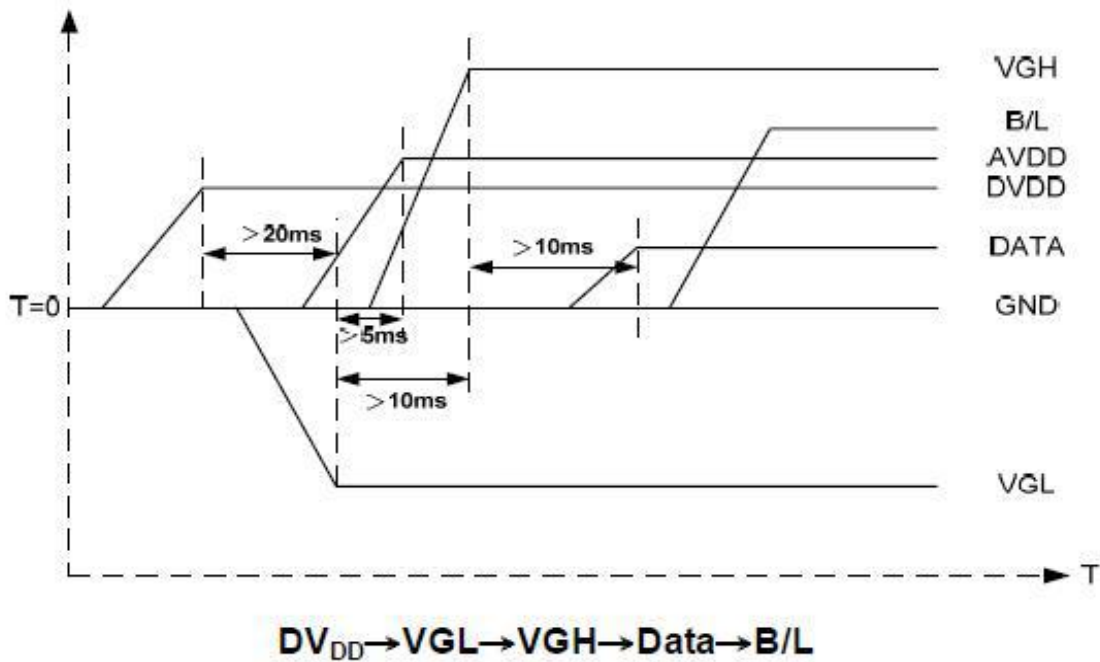 VGH
B/L
AVDD
DVDD
>20ms
>10ms
DATA
T=0
GND
>5ms
>10ms
VGL
T
DVDD→VGL→VGH→Data→B/L